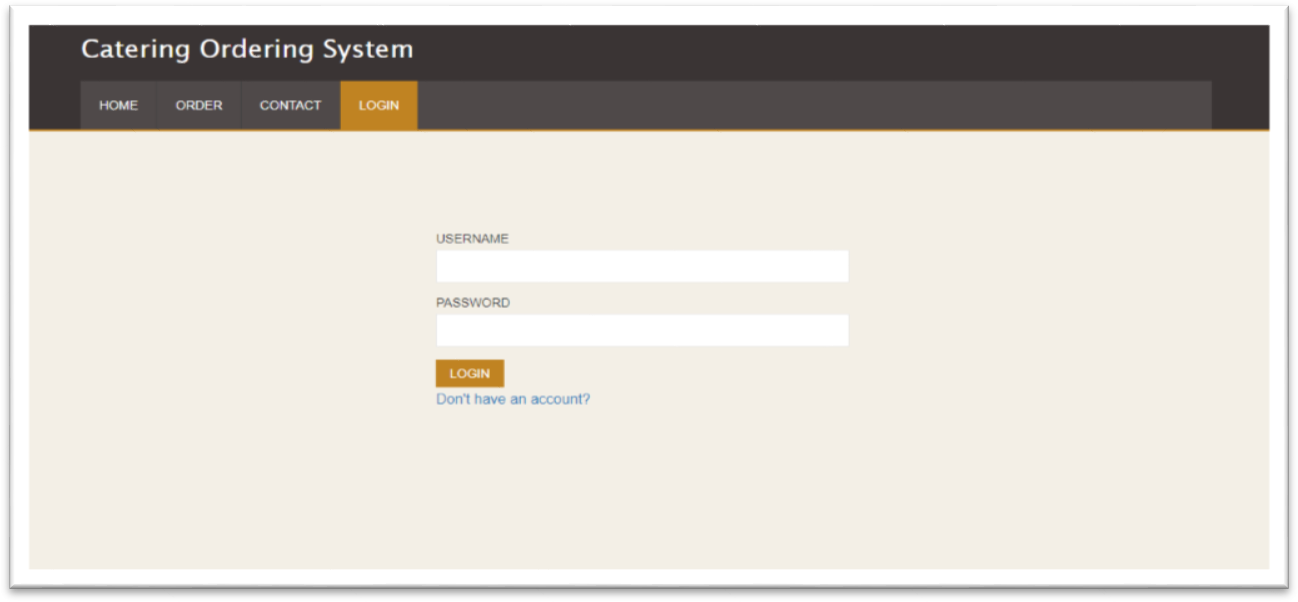 Catering Ordering System
HOME ORDER CONTACT LOGIN
USERNAME
PASSWORD
LOGIN
Don't have an account?